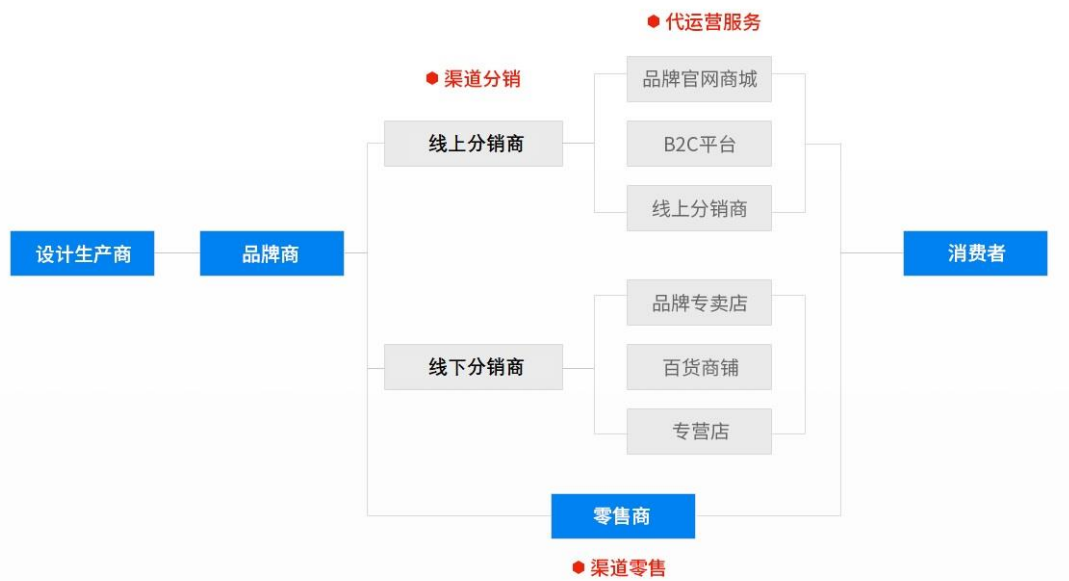 代运营服务
渠道分销
品牌官网商城
线上分销商
B2C平台
线上分销商
设计生产商
品牌商
消费者
品牌专卖店
线下分销商
百货商铺
专营店
零售商
渠道零售